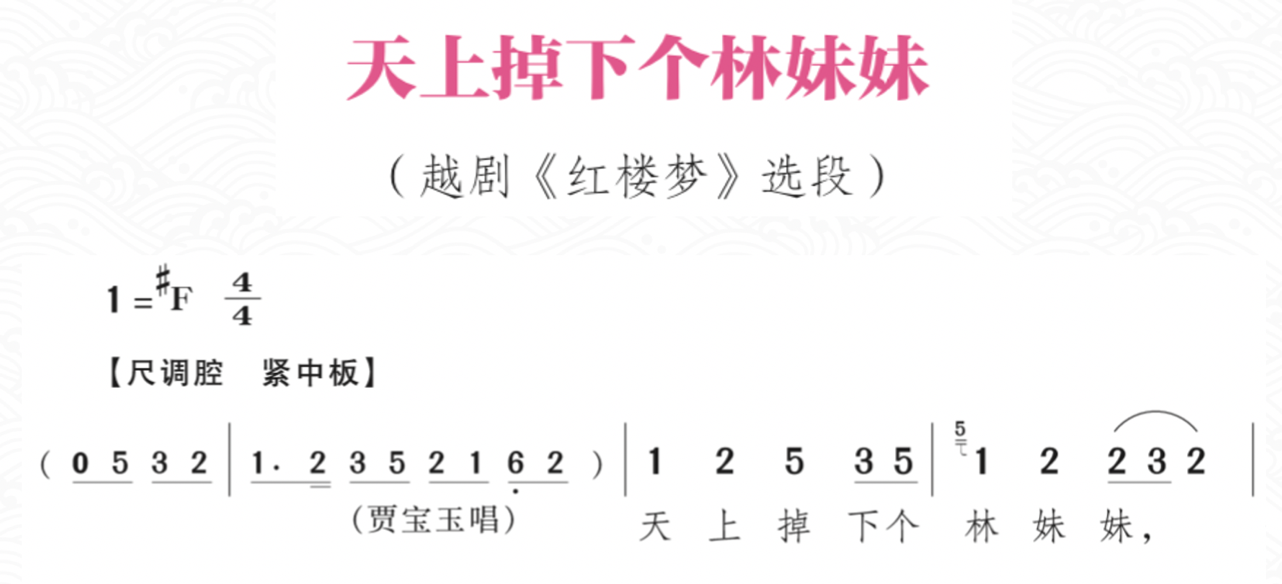 天上掉下个林妹妹
（越剧《红楼梦》选段）
1=#F 4/4
【尺调腔 紧中板】
（0 5 3 2 | 1. 2 3 5 2 1 6 2 ）| 1 2 5 3 5 | 5 1 2 2 3 2 |
（贾宝玉唱） 天 上 掉 下个 林 妹 妹，